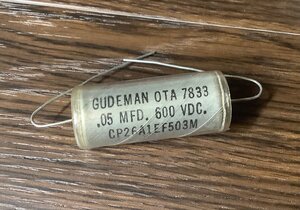 GUDEMAN OTA 7833
.05 MFD. 600 VDC.
CP26A1EF503M